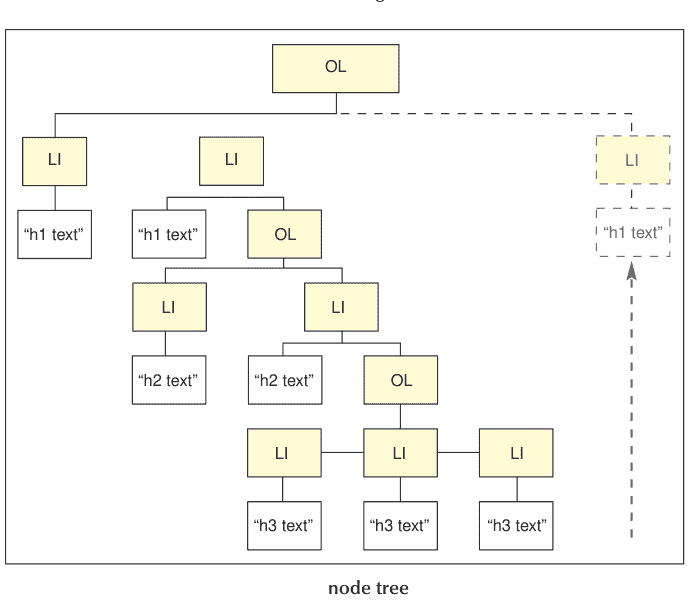 OL
LI LI LI
“h1 text” “h1 text” OL “h1 text”
LI LI
“h2 text” “h2 text” OL
LI LI LI
“h3 text” “h3 text” “h3 text”
node tree